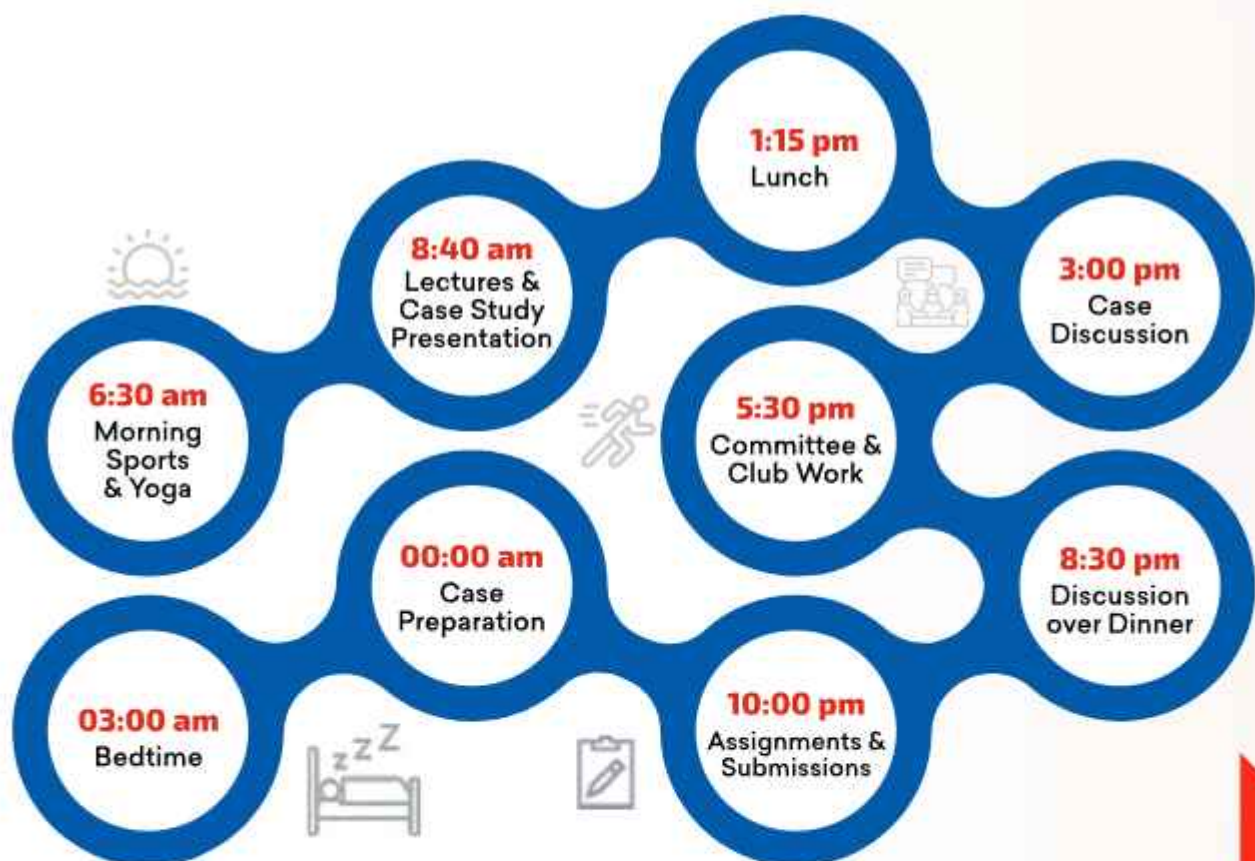 6:30 am
Morning
Sports
& Yoga
8:40 am
Lectures &
Case Study
Presentation
1:15 pm
Lunch
3:00 pm
Case
Discussion
5:30 pm
Committee &
Club Work
8:30 pm
Discussion
over Dinner
10:00 pm
Assignments &
Submissions
00:00 am
Case
Preparation
03:00 am
Bedtime
z z Z Z